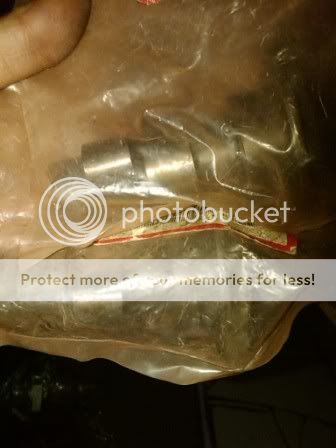 photobucket
Protect more of your memories for less!